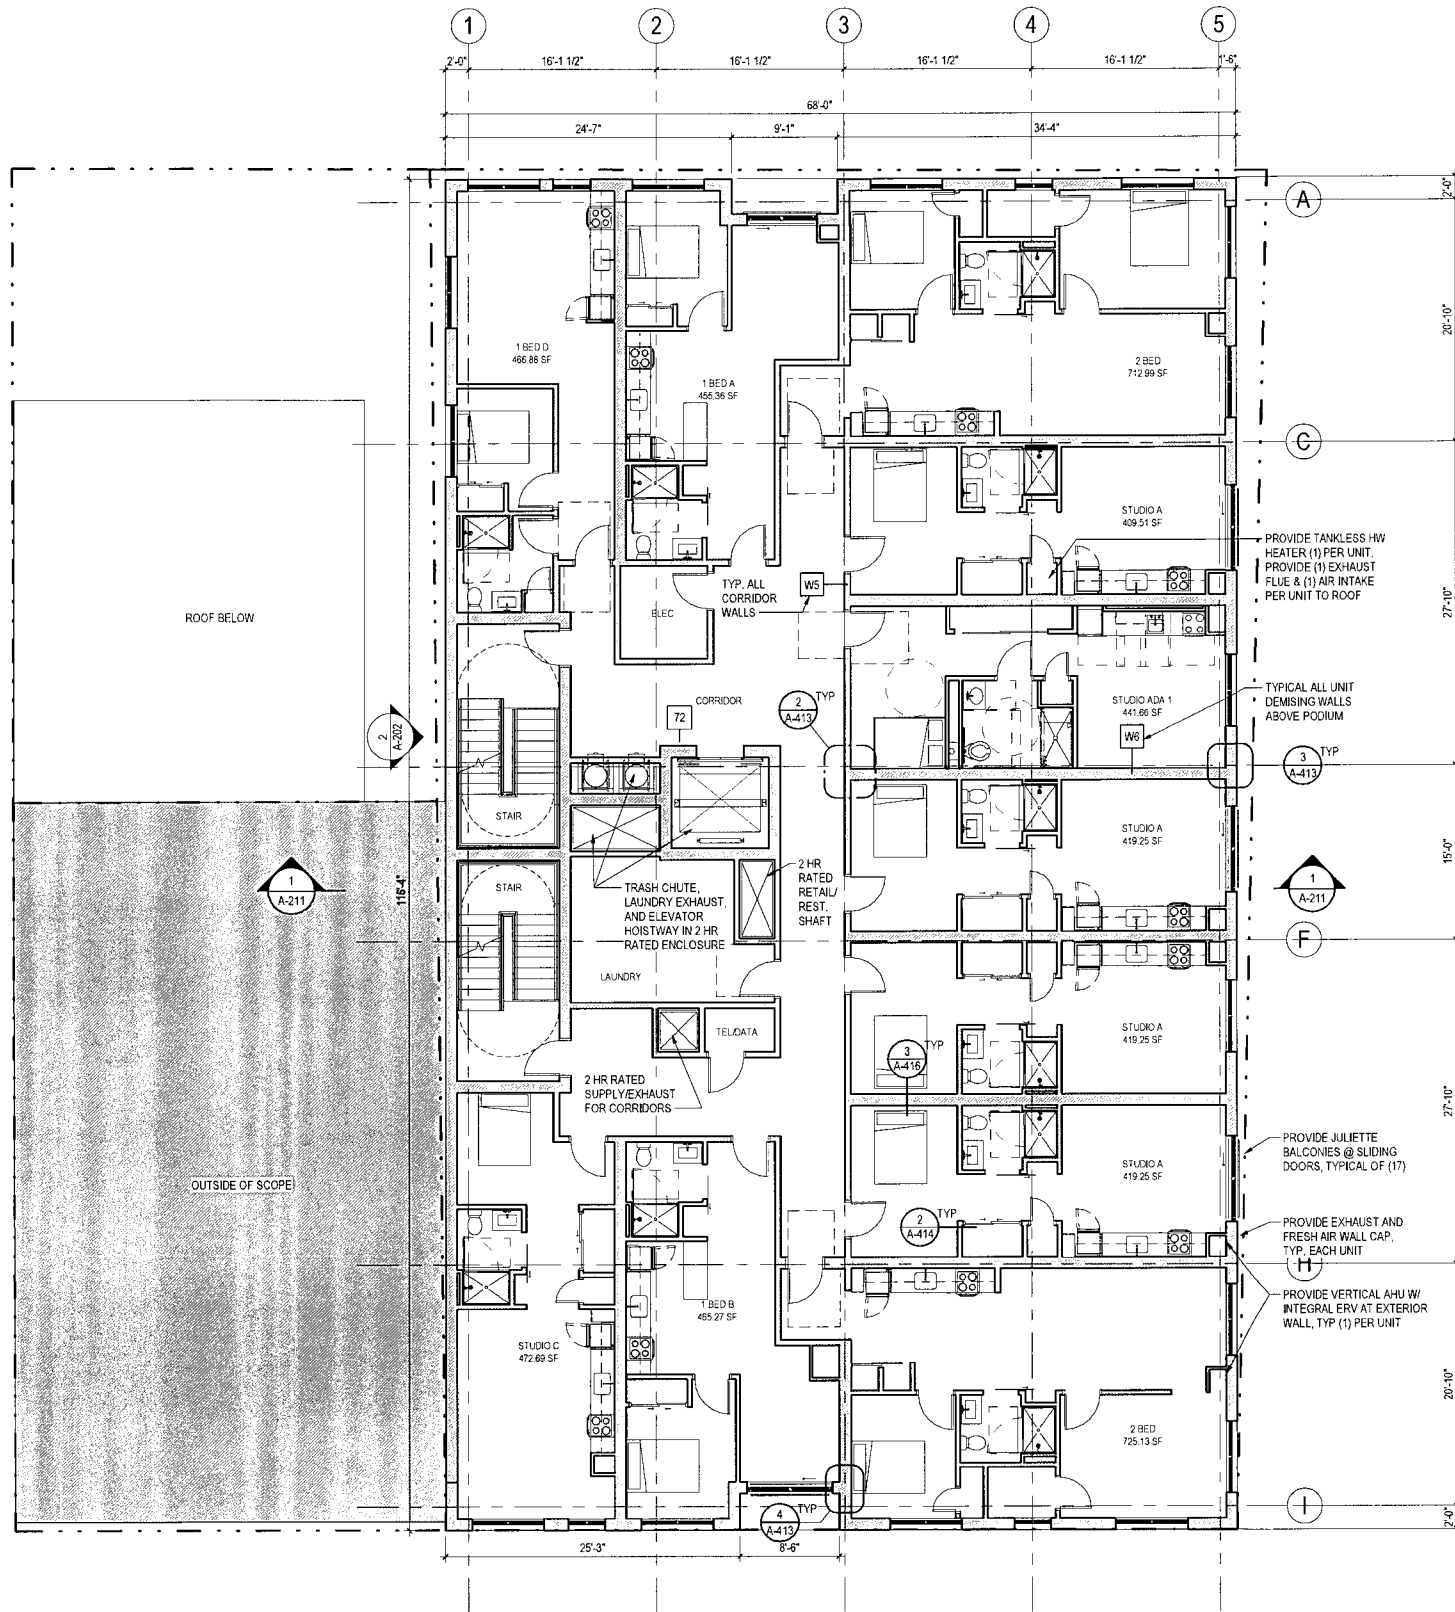 1
2
3
4
5
2'-0"
16'-1 1/2"
16'-1 1/2"
16'-1 1/2"
16'-1 1/2"
1'-6"
68'-0"
24'-7"
9'-1"
34'-4"
2'-0"
A
20'-10"
1 BED D
466.88 SF
1 BED A
455.36 SF
2 BED
712.99 SF
C
STUDIO A
409.51 SF
PROVIDE TANKLESS HW
HEATER (1) PER UNIT.
PROVIDE (1) EXHAUST
FLUE & (1) AIR INTAKE
PER UNIT TO ROOF
27'-10"
TYP. ALL
CORRIDOR
WALLS
W5
ELEC
ROOF BELOW
CORRIDOR
72
2
A-413
TYP
STUDIO ADA 1
441.66 SF
W6
TYPICAL ALL UNIT
DEMISING WALLS
ABOVE PODIUM
2
A-202
3
A-413
TYP
STAIR
STUDIO A
419.25 SF
15'-0"
2 HR
RATED
RETAIL/
REST.
SHAFT
TRASH CHUTE,
LAUNDRY EXHAUST,
AND ELEVATOR
HOISTWAY IN 2 HR
RATED ENCLOSURE
STAIR
1
A-211
116'-4"
1
A-211
F
LAUNDRY
TEL/DATA
STUDIO A
419.25 SF
3
A-416
TYP
2 HR RATED
SUPPLY/EXHAUST
FOR CORRIDORS
27'-10"
PROVIDE JULIETTE
BALCONIES @ SLIDING
DOORS, TYPICAL OF (17)
STUDIO A
419.25 SF
OUTSIDE OF SCOPE
2
A-414
TYP
PROVIDE EXHAUST AND
FRESH AIR WALL CAP,
TYP. EACH UNIT
H
PROVIDE VERTICAL AHU W/
INTEGRAL ERV AT EXTERIOR
WALL, TYP (1) PER UNIT
1 BED B
465.27 SF
STUDIO C
472.69 SF
20'-10"
2 BED
725.13 SF
I
2'-0"
4
A-413
TYP
25'-3"
8'-6"